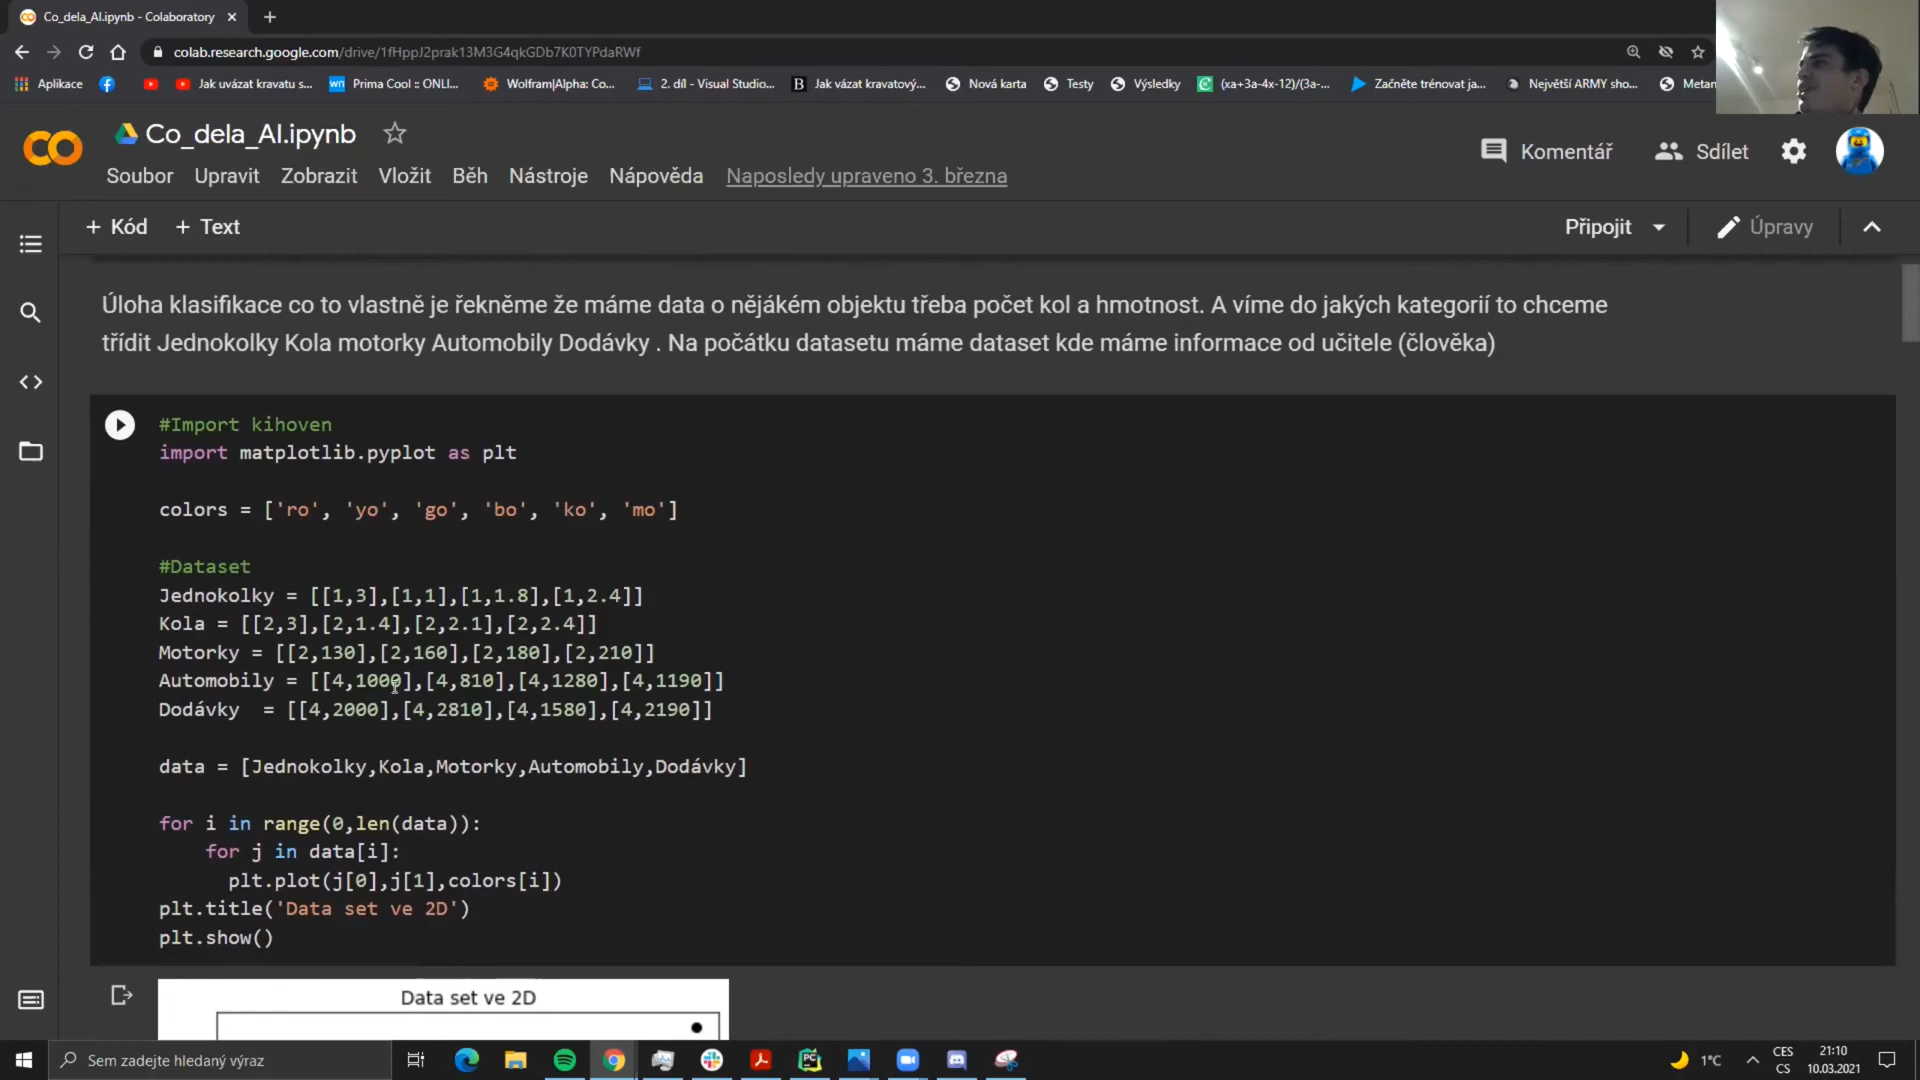 Co_dela_AI.ipynb - Colaboratory
colab.research.google.com/drive/1fHppJ2prak13M3G4qkGDb7K0TYPdaRWf
Aplikace
Jak uvázat kravatu s...
Prima Cool :: ONLI...
Wolfram|Alpha: Co...
2. díl - Visual Studio...
Jak vázat kravatový...
Nová karta
Testy
Výsledky
(xa+3a-4x-12)/(3a-...
Začněte trénovat ja...
Největší ARMY sho...
Metan
Co_dela_AI.ipynb
Komentář
Sdílet
Soubor Upravit Zobrazit Vložit Běh Nástroje Nápověda Naposledy upraveno 3. března
+ Kód + Text
Připojit
Úpravy
Úloha klasifikace co to vlastně je řekněme že máme data o nějákém objektu třeba počet kol a hmotnost. A víme do jakých kategorií to chceme
třídit Jednokolky Kola motorky Automobily Dodávky . Na počátku datasetu máme dataset kde máme informace od učitele (člověka)
#Import kihoven
import matplotlib.pyplot as plt
colors = ['ro', 'yo', 'go', 'bo', 'ko', 'mo']
#Dataset
Jednokolky = [[1,3],[1,1],[1,1.8],[1,2.4]]
Kola = [[2,3],[2,1.4],[2,2.1],[2,2.4]]
Motorky = [[2,130],[2,160],[2,180],[2,210]]
Automobily = [[4,1000],[4,810],[4,1280],[4,1190]]
Dodávky  = [[4,2000],[4,2810],[4,1580],[4,2190]]
data = [Jednokolky,Kola,Motorky,Automobily,Dodávky]
for i in range(0,len(data)):
for j in data[i]:
plt.plot(j[0],j[1],colors[i])
plt.title('Data set ve 2D')
plt.show()
Data set ve 2D
Sem zadejte hledaný výraz
1°C
CES
CS
21:10
10.03.2021